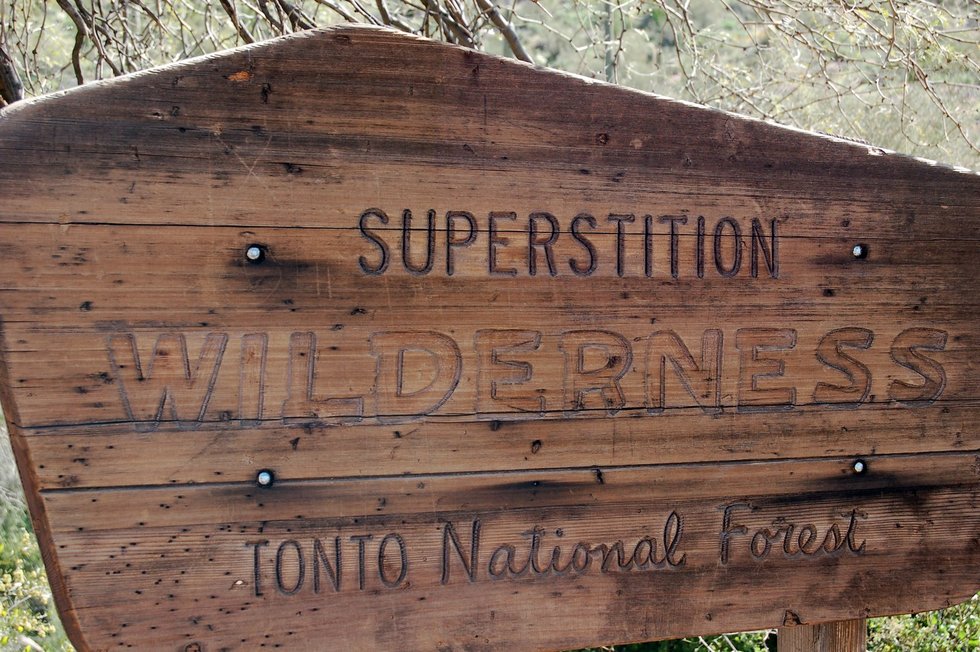 SUPERSTITION
WILDERNESS
TONTO National Forest